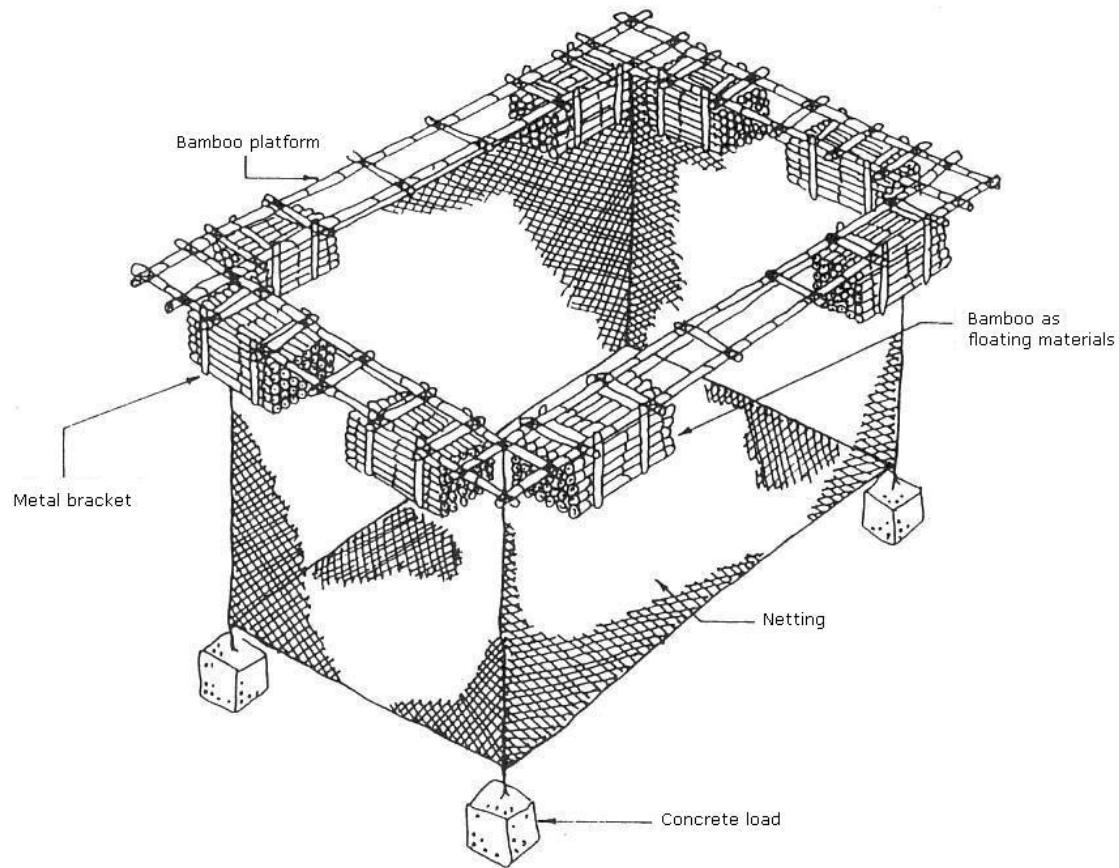 Bamboo platform
Bamboo as
floating materials
Metal bracket
Netting
Concrete load